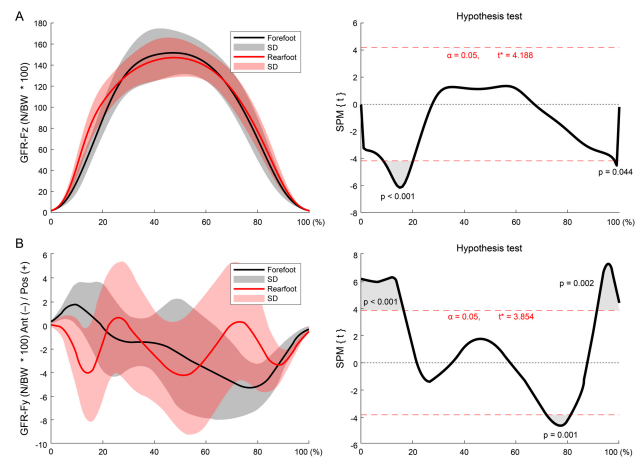 A
GFR-Fz (N/BW * 100)
180
160
140
120
100
80
60
40
20
0
0 20 40 60 80 100 (%)
Forefoot
SD
Rearfoot
SD
Hypothesis test
SPM { t }
6
4
2
0
-2
-4
-6
-8
0 20 40 60 80 100 (%)
α = 0.05, t* = 4.188
p < 0.001
p = 0.044
B
GFR-Fy (N/BW * 100) Ant (–) / Pos (+)
6
4
2
0
-2
-4
-6
-8
-10
0 20 40 60 80 100 (%)
Forefoot
SD
Rearfoot
SD
Hypothesis test
SPM { t }
8
6
4
2
0
-2
-4
-6
0 20 40 60 80 100 (%)
p < 0.001
p = 0.002
α = 0.05, t* = 3.854
p = 0.001